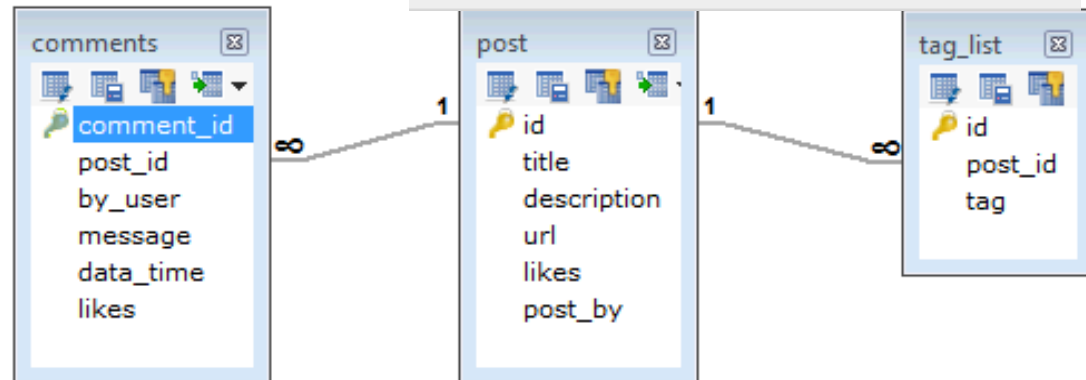 comments
comment_id
post_id
by_user
message
data_time
likes
∞
1
post
id
title
description
url
likes
post_by
1
∞
tag_list
id
post_id
tag